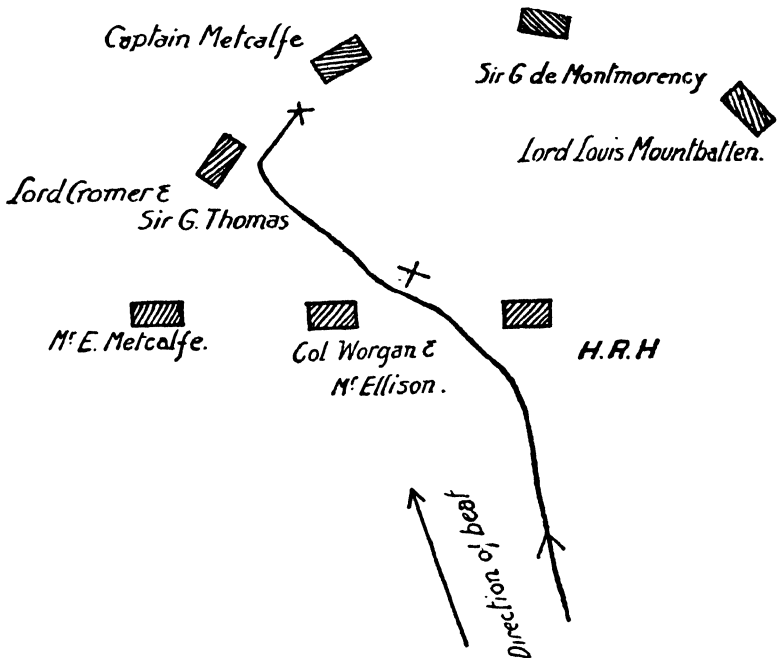 Captain Metcalfe
Sir G de Montmorency
Lord Louis Mountbatten.
Lord Cromer &
Sir G. Thomas
Mr E. Metcalfe.
Col Worgan &
Mr Ellison.
H.R.H
Direction of beat